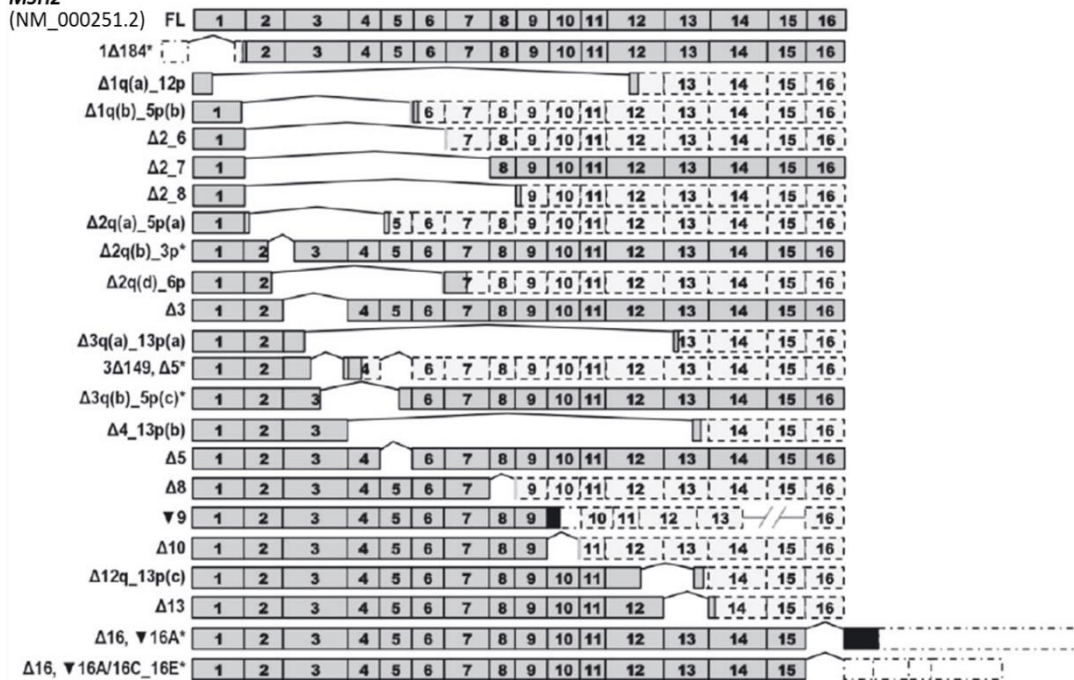 MSH2
(NM_000251.2) FL 1 2 3 4 5 6 7 8 9 10 11 12 13 14 15 16
1Δ184* 2 3 4 5 6 7 8 9 10 11 12 13 14 15 16
Δ1q(a)_12p 13 14 15 16
Δ1q(b)_5p(b) 1 6 7 8 9 10 11 12 13 14 15 16
Δ2_6 1 7 8 9 10 11 12 13 14 15 16
Δ2_7 1 8 9 10 11 12 13 14 15 16
Δ2_8 1 9 10 11 12 13 14 15 16
Δ2q(a)_5p(a) 1 5 6 7 8 9 10 11 12 13 14 15 16
Δ2q(b)_3p* 1 2 3 4 5 6 7 8 9 10 11 12 13 14 15 16
Δ2q(d)_6p 1 2 7 8 9 10 11 12 13 14 15 16
Δ3 1 2 4 5 6 7 8 9 10 11 12 13 14 15 16
Δ3q(a)_13p(a) 1 2 13 14 15 16
3Δ149, Δ5* 1 2 4 6 7 8 9 10 11 12 13 14 15 16
Δ3q(b)_5p(c)* 1 2 3 6 7 8 9 10 11 12 13 14 15 16
Δ4_13p(b) 1 2 3 14 15 16
Δ5 1 2 3 4 6 7 8 9 10 11 12 13 14 15 16
Δ8 1 2 3 4 5 6 7 9 10 11 12 13 14 15 16
▼9 1 2 3 4 5 6 7 8 9 10 11 12 13 16
Δ10 1 2 3 4 5 6 7 8 9 11 12 13 14 15 16
Δ12q_13p(c) 1 2 3 4 5 6 7 8 9 10 11 14 15 16
Δ13 1 2 3 4 5 6 7 8 9 10 11 12 14 15 16
Δ16, ▼16A* 1 2 3 4 5 6 7 8 9 10 11 12 13 14 15
Δ16, ▼16A/16C_16E* 1 2 3 4 5 6 7 8 9 10 11 12 13 14 15